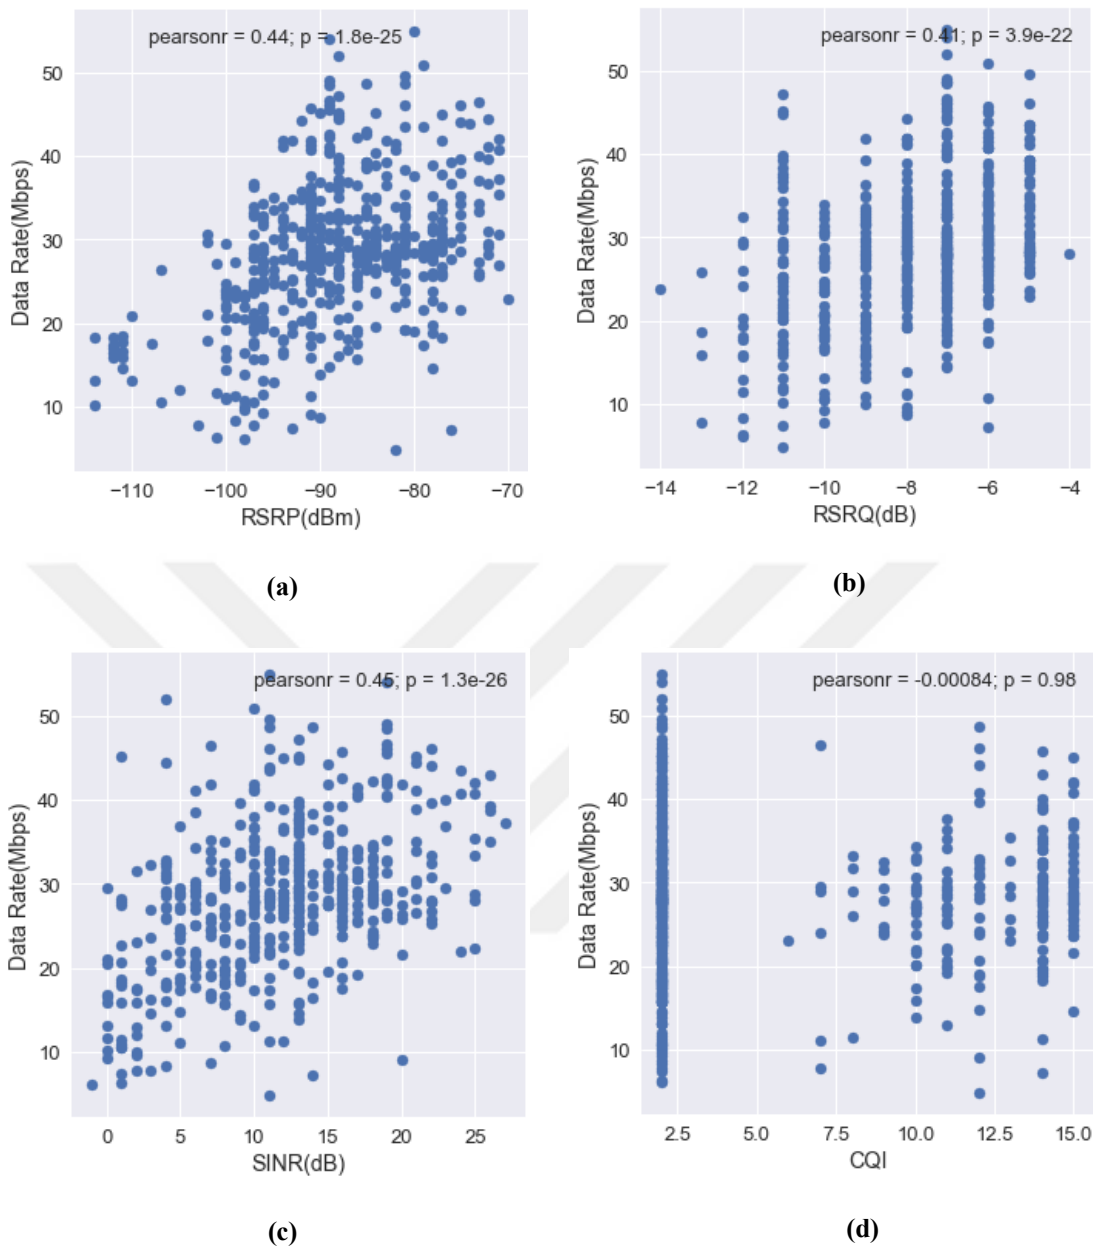 pearsonr = 0.44; p = 1.8e-25
50
40
30
20
10
Data Rate(Mbps)
−110 −100 −90 −80 −70
RSRP(dBm)
(a)
pearsonr = 0.41; p = 3.9e-22
50
40
30
20
10
Data Rate(Mbps)
−14 −12 −10 −8 −6 −4
RSRQ(dB)
(b)
pearsonr = 0.45; p = 1.3e-26
50
40
30
20
10
Data Rate(Mbps)
0 5 10 15 20 25
SINR(dB)
(c)
pearsonr = -0.00084; p = 0.98
50
40
30
20
10
Data Rate(Mbps)
2.5 5.0 7.5 10.0 12.5 15.0
CQI
(d)